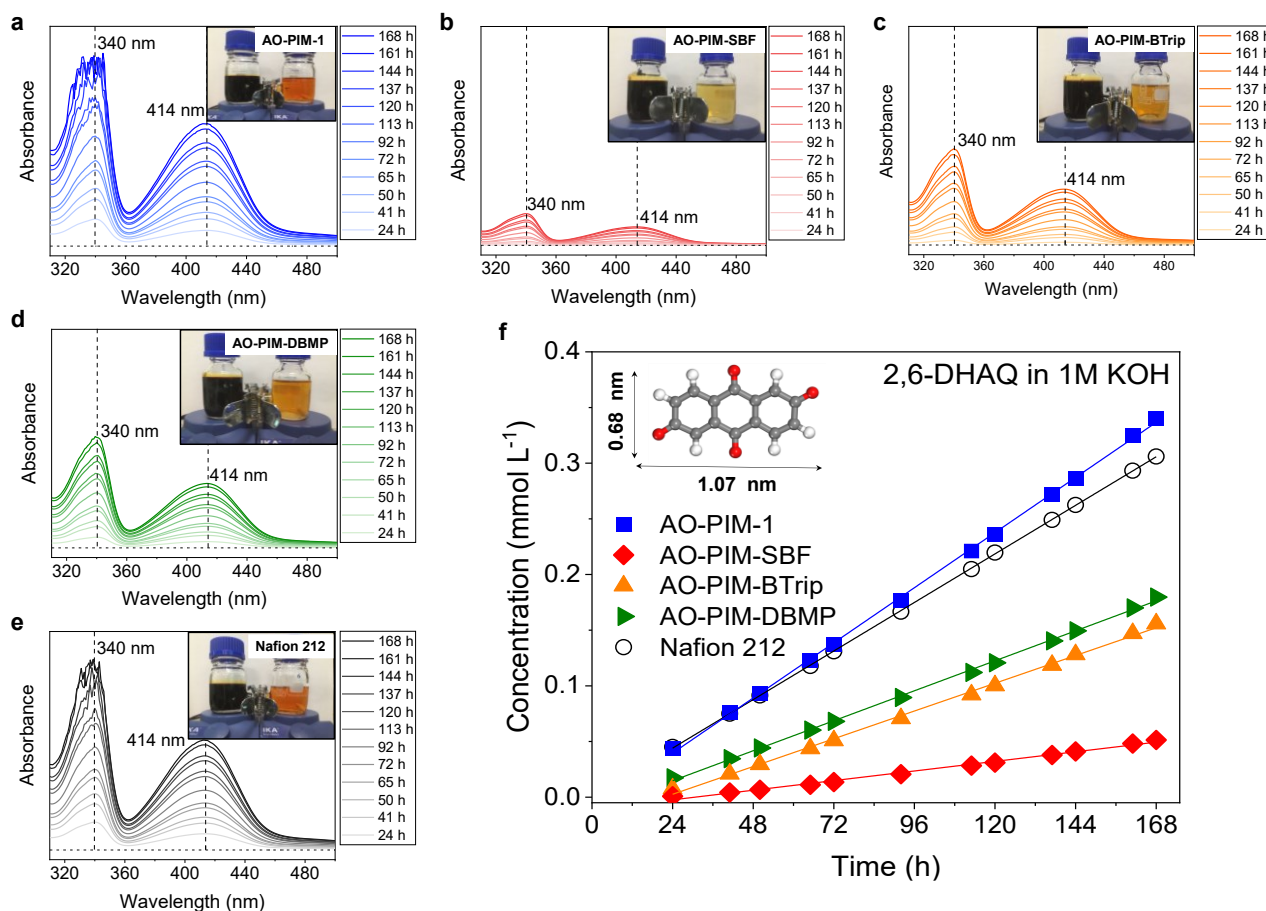 a
Absorbance
340 nm
414 nm
AO-PIM-1
168 h
161 h
144 h
137 h
120 h
113 h
92 h
72 h
65 h
50 h
41 h
24 h
320 360 400 440 480
Wavelength (nm)
b
Absorbance
340 nm
414 nm
AO-PIM-SBF
168 h
161 h
144 h
137 h
120 h
113 h
92 h
72 h
65 h
50 h
41 h
24 h
320 360 400 440 480
Wavelength (nm)
c
Absorbance
340 nm
414 nm
AO-PIM-BTrip
168 h
161 h
144 h
137 h
120 h
113 h
92 h
72 h
65 h
50 h
41 h
24 h
320 360 400 440 480
Wavelength (nm)
d
Absorbance
340 nm
414 nm
AO-PIM-DBMP
168 h
161 h
144 h
137 h
120 h
113 h
92 h
72 h
65 h
50 h
41 h
24 h
320 360 400 440 480
Wavelength (nm)
e
Absorbance
340 nm
414 nm
Nafion 212
IKA
168 h
161 h
144 h
137 h
120 h
113 h
92 h
72 h
65 h
50 h
41 h
24 h
320 360 400 440 480
Wavelength (nm)
f
Concentration (mmol L⁻¹)
0.4
0.3
0.2
0.1
0.0
2,6-DHAQ in 1M KOH
0.68 nm
1.07 nm
AO-PIM-1
AO-PIM-SBF
AO-PIM-BTrip
AO-PIM-DBMP
Nafion 212
0 24 48 72 96 120 144 168
Time (h)